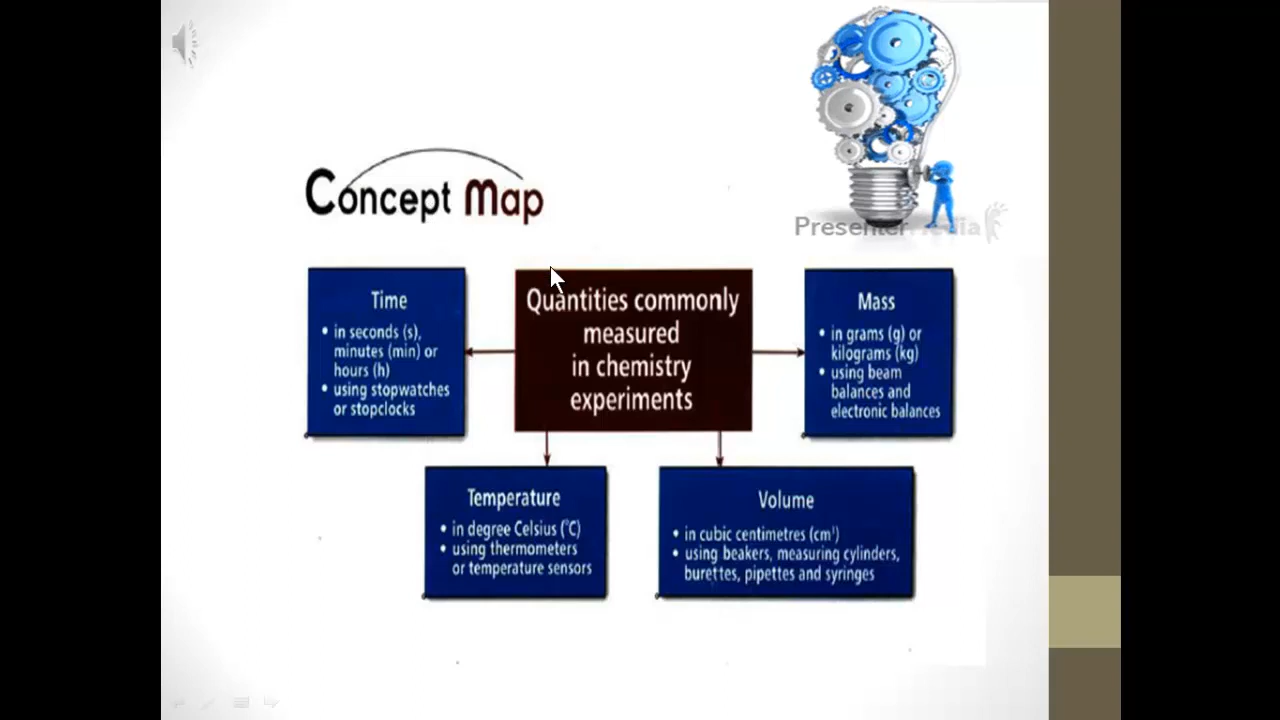 Concept Map
PresenterMedia
Time
• in seconds (s),
minutes (min) or
hours (h)
• using stopwatches
or stopclocks
Quantities commonly
measured
in chemistry
experiments
Mass
• in grams (g) or
kilograms (kg)
• using beam
balances and
electronic balances
Temperature
• in degree Celsius (°C)
• using thermometers
or temperature sensors
Volume
• in cubic centimetres (cm³)
• using beakers, measuring cylinders,
burettes, pipettes and syringes